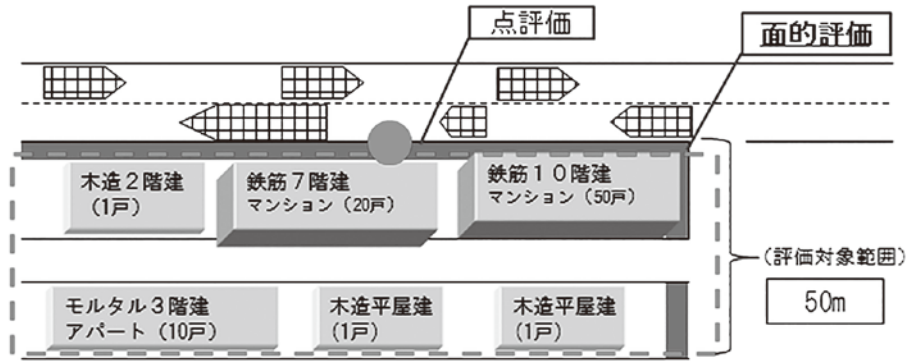 点評価
面的評価
木造２階建
(1戸)
鉄筋７階建
マンション（20戸）
鉄筋１０階建
マンション（50戸）
（評価対象範囲）
50m
モルタル３階建
アパート（10戸）
木造平屋建
(1戸)
木造平屋建
(1戸)